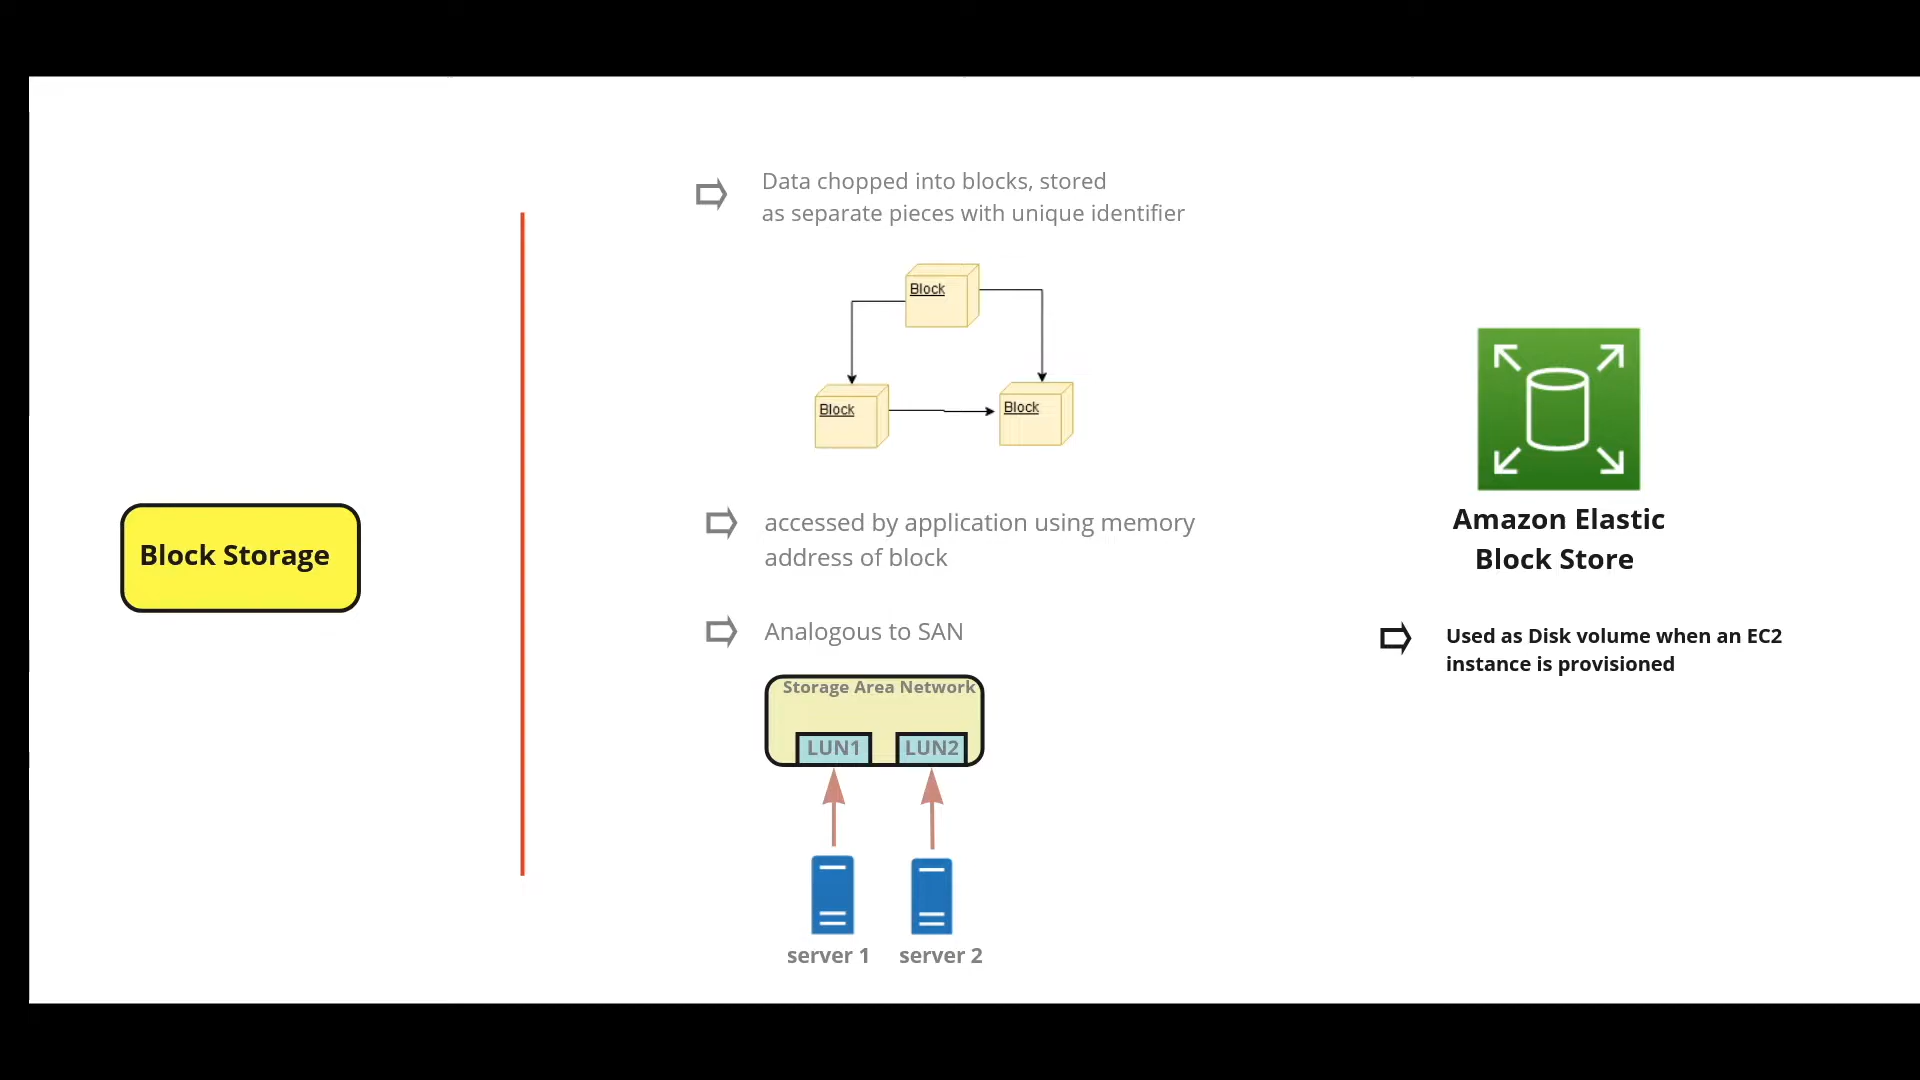 Block Storage
Data chopped into blocks, stored
as separate pieces with unique identifier
Block
Block
Block
accessed by application using memory
address of block
Analogous to SAN
Storage Area Network
LUN1
LUN2
server 1
server 2
Amazon Elastic
Block Store
Used as Disk volume when an EC2
instance is provisioned